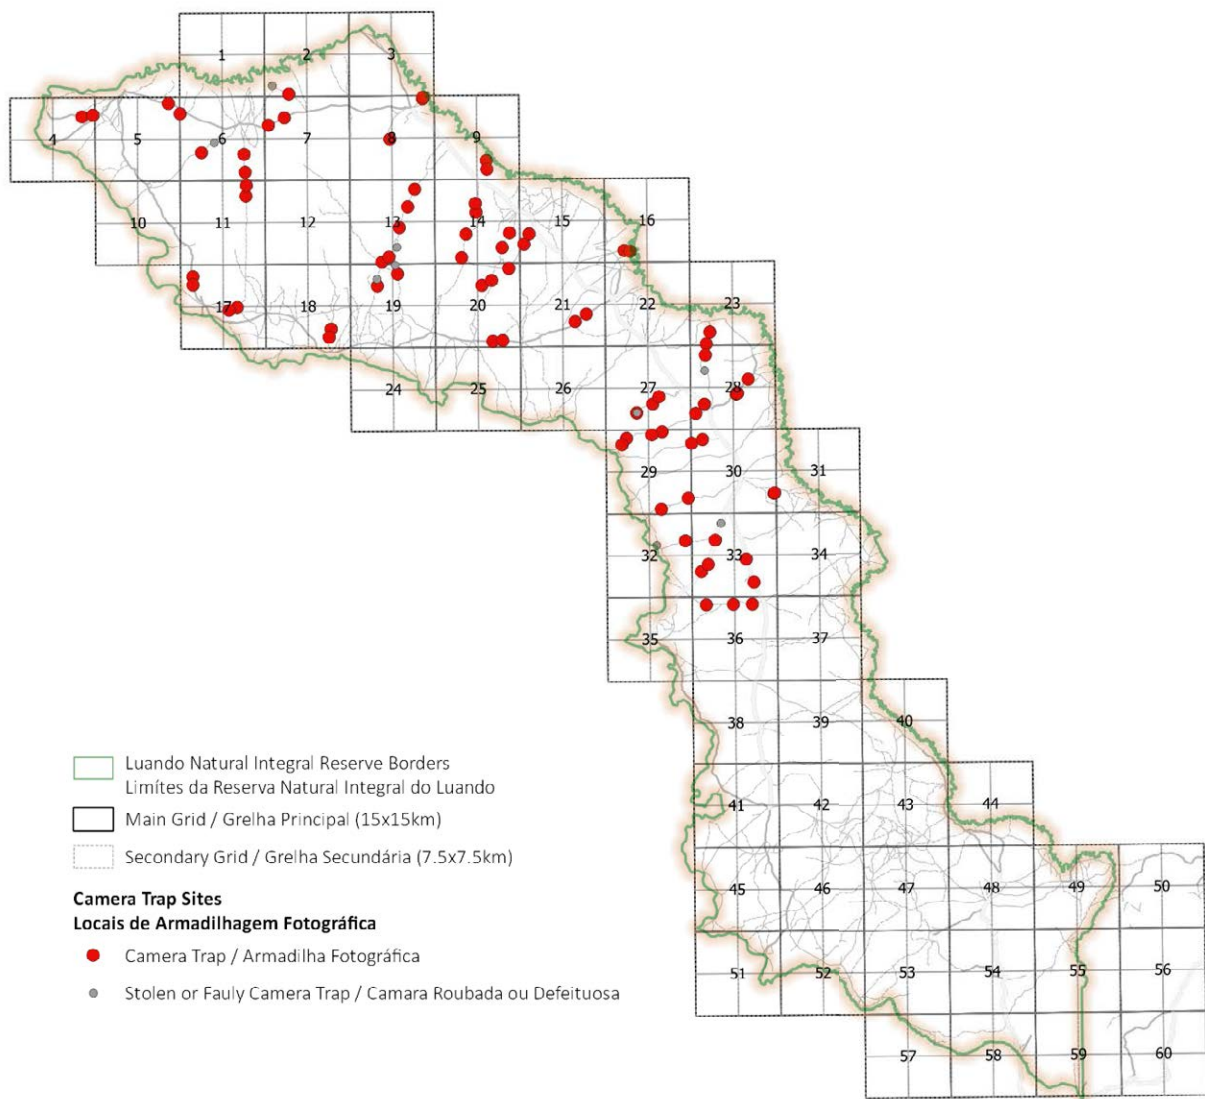 1 2 3
4 5 6 7 8 9
10 11 12 13 14 15 16
17 18 19 20 21 22 23
24 25 26 27 28
29 30 31
32 33 34
35 36 37
38 39 40
41 42 43 44
45 46 47 48 49 50
51 52 53 54 55 56
57 58 59 60
Luando Natural Integral Reserve Borders
Limítes da Reserva Natural Integral do Luando
Main Grid / Grelha Principal (15x15km)
Secondary Grid / Grelha Secundária (7.5x7.5km)
Camera Trap Sites
Locais de Armadilhagem Fotográfica
Camera Trap / Armadilha Fotográfica
Stolen or Fauly Camera Trap / Camara Roubada ou Defeituosa